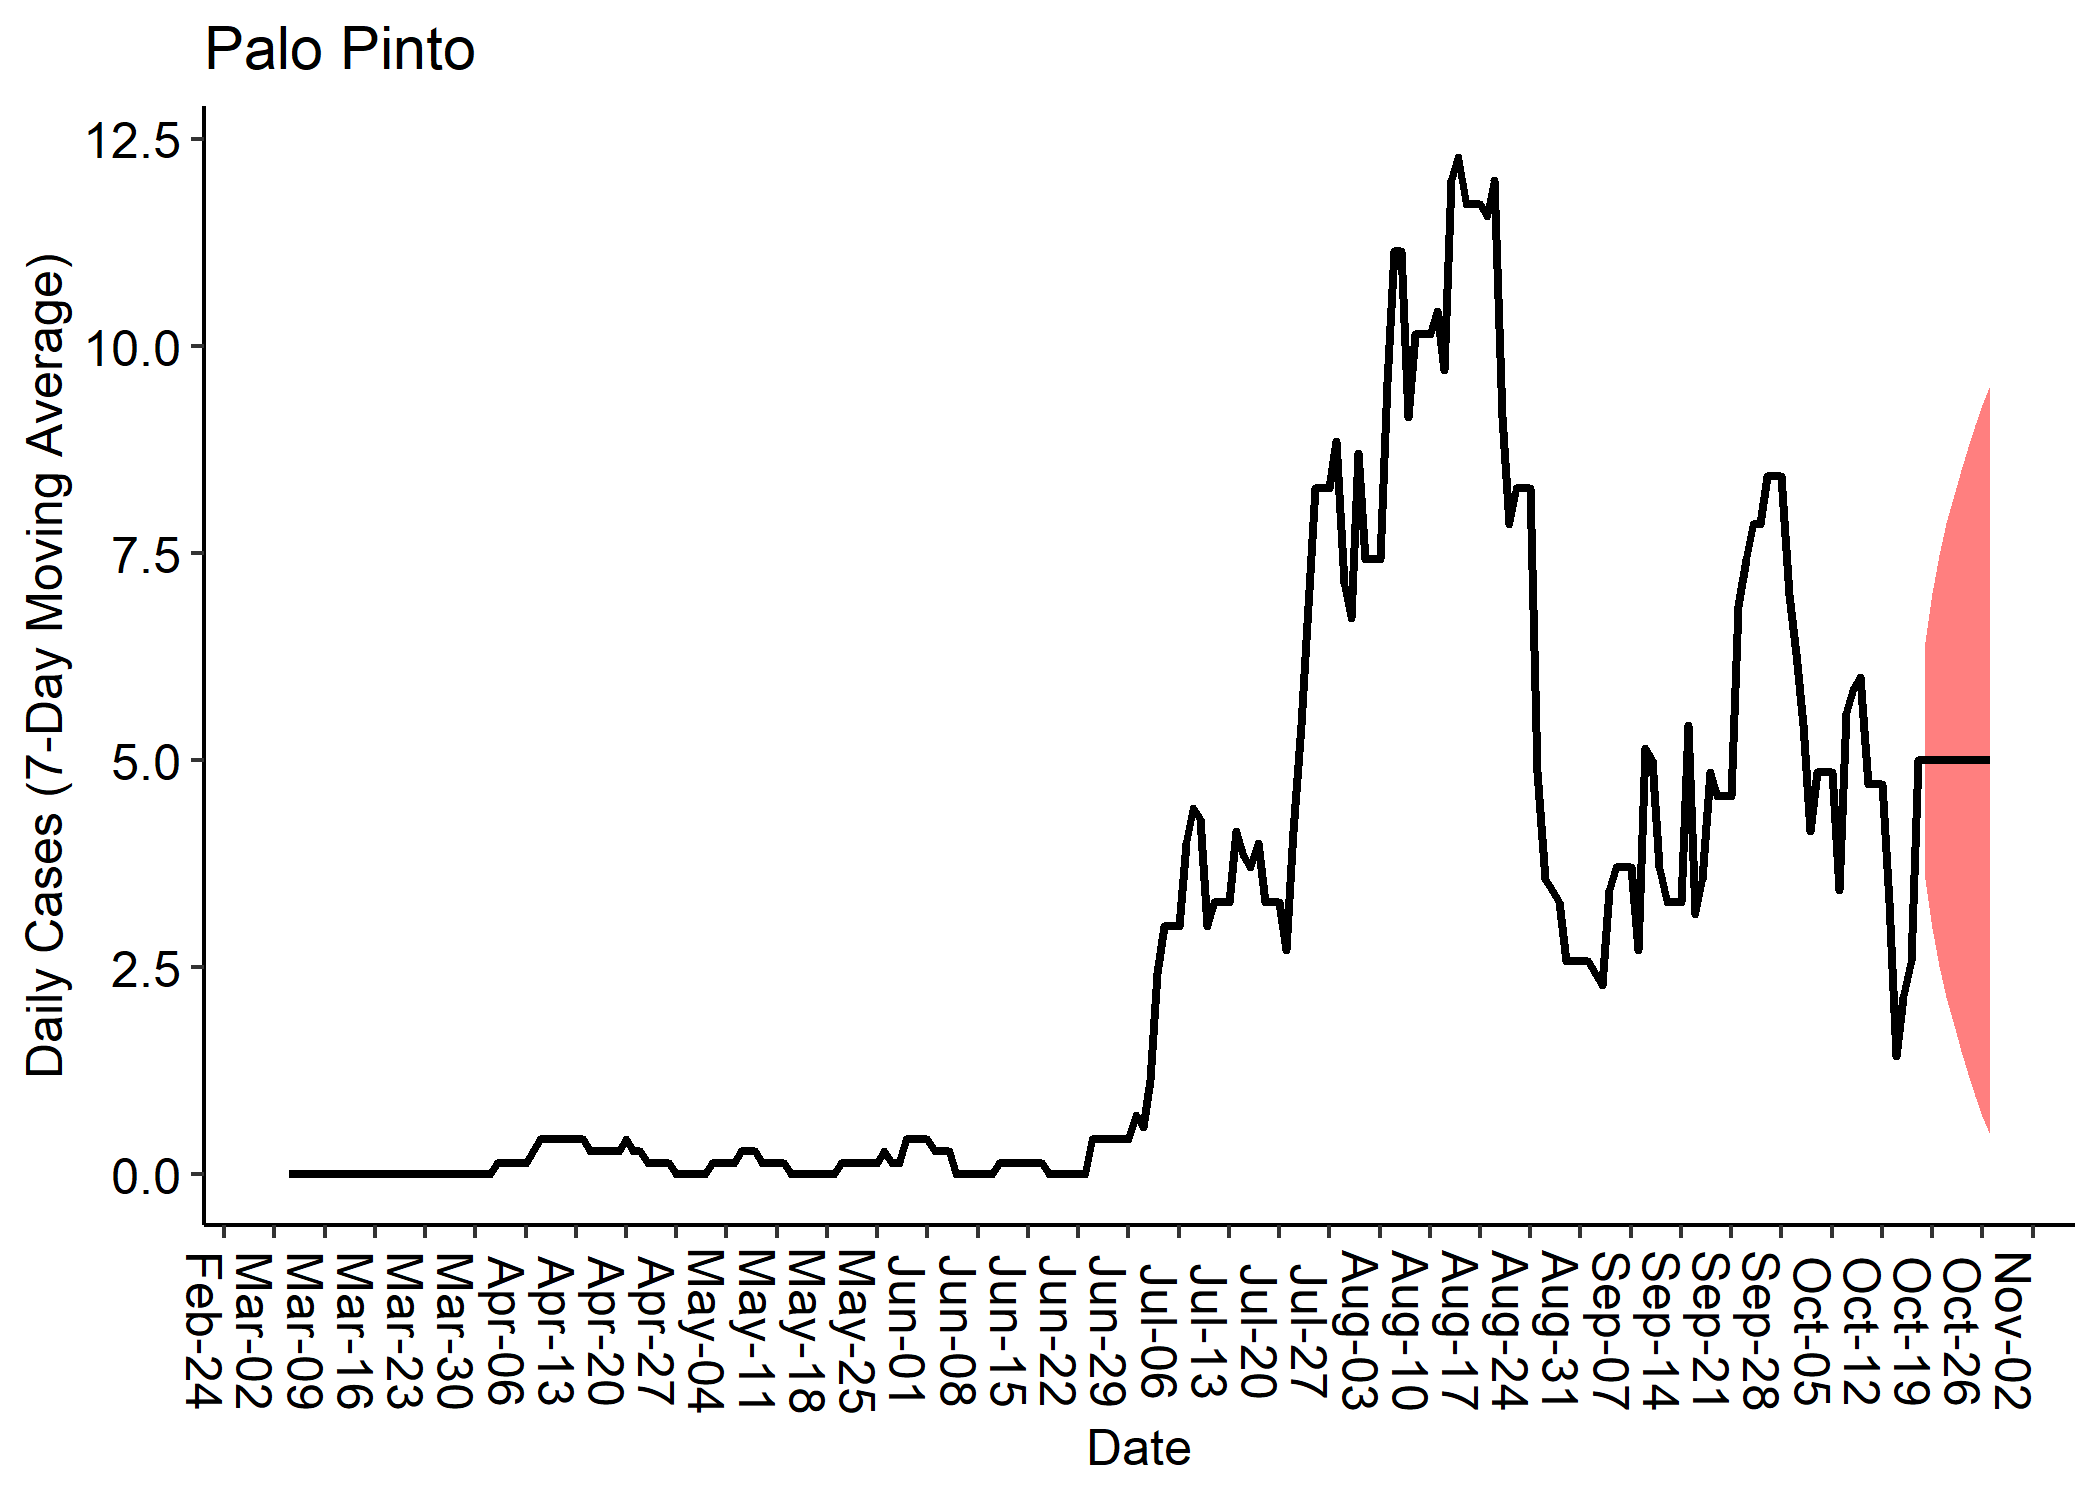 Palo Pinto
Daily Cases (7-Day Moving Average)
12.5
10.0
7.5
5.0
2.5
0.0
Feb-24
Mar-02
Mar-09
Mar-16
Mar-23
Mar-30
Apr-06
Apr-13
Apr-20
Apr-27
May-04
May-11
May-18
May-25
Jun-01
Jun-08
Jun-15
Jun-22
Jun-29
Jul-06
Jul-13
Jul-20
Jul-27
Aug-03
Aug-10
Aug-17
Aug-24
Aug-31
Sep-07
Sep-14
Sep-21
Sep-28
Oct-05
Oct-12
Oct-19
Oct-26
Nov-02
Date